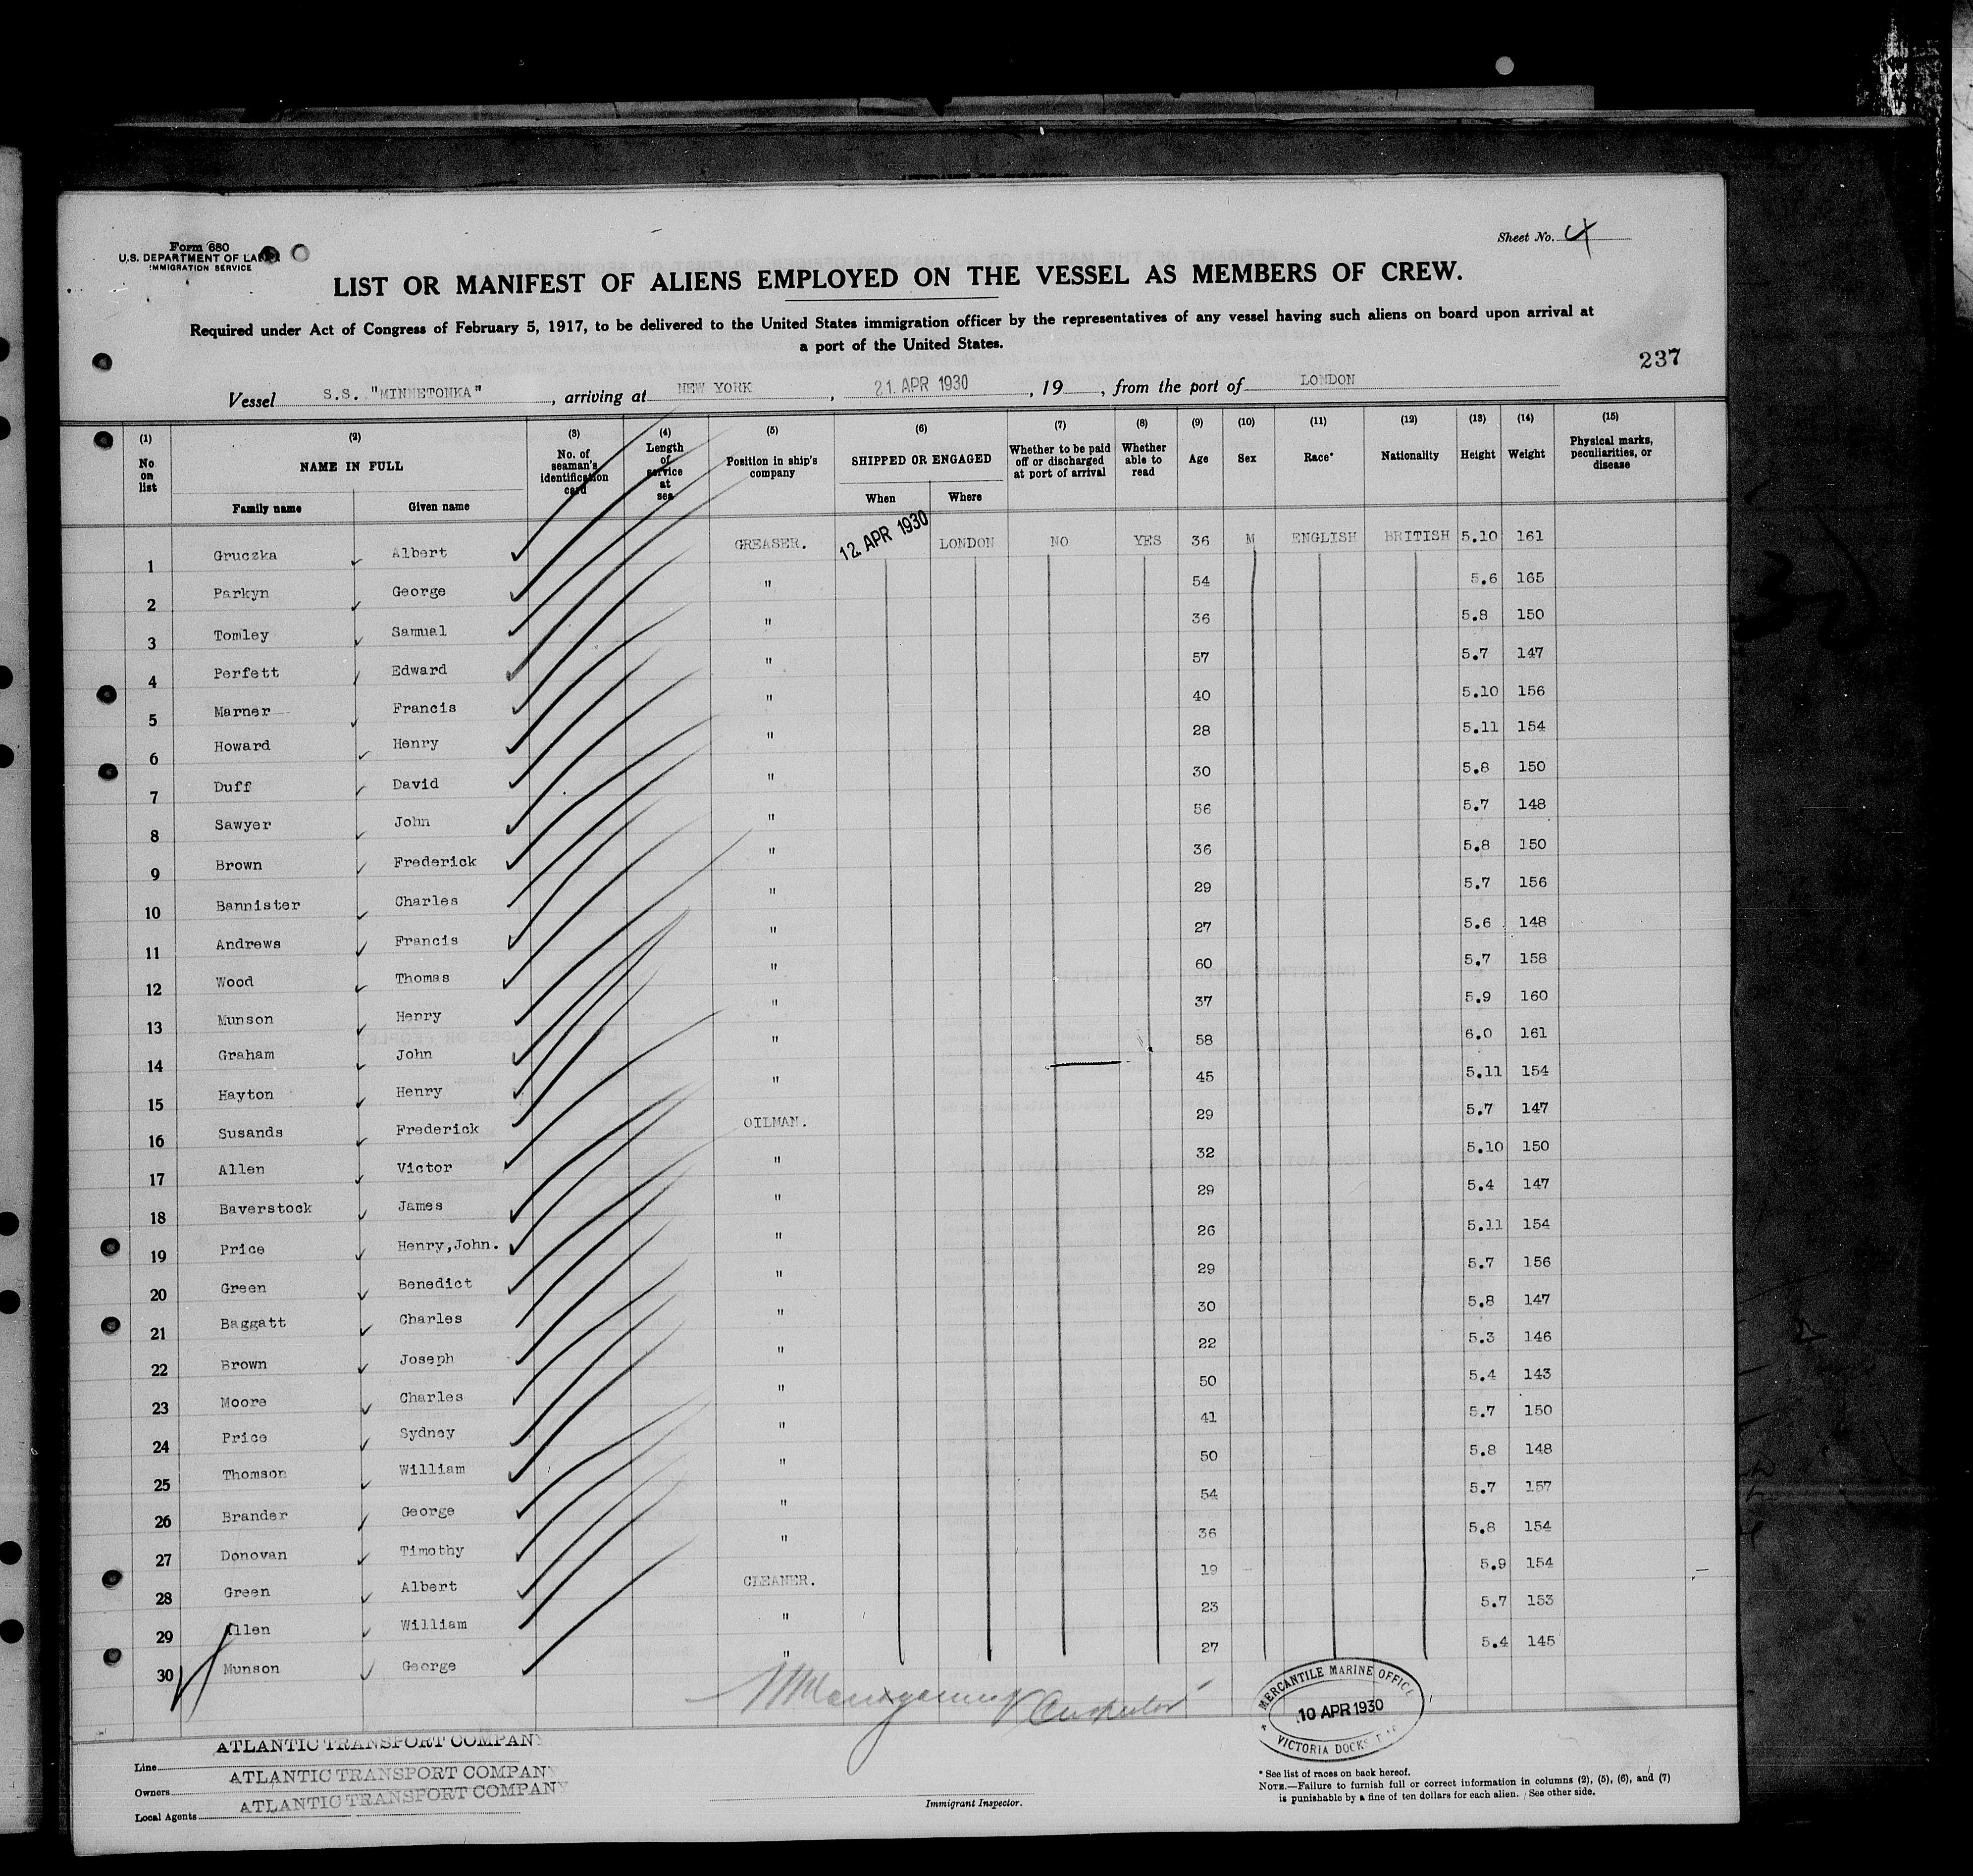 Form 680
U.S. DEPARTMENT OF LABOR
IMMIGRATION SERVICE
Sheet No. 4
LIST OR MANIFEST OF ALIENS EMPLOYED ON THE VESSEL AS MEMBERS OF CREW.
Required under Act of Congress of February 5, 1917, to be delivered to the United States immigration officer by the representatives of any vessel having such aliens on board upon arrival at
a port of the United States.
237
Vessel S.S. "MINNETONKA" , arriving at NEW YORK , 21. APR 1930 , 19 , from the port of LONDON
(1) No on list (2) NAME IN FULL Family name Given name (3) No. of seaman's identification card (4) Length of service at sea (5) Position in ship's company (6) SHIPPED OR ENGAGED When Where (7) Whether to be paid off or discharged at port of arrival (8) Whether able to read (9) Age (10) Sex (11) Race* (12) Nationality (13) Height (14) Weight (15) Physical marks, peculiarities, or disease
1 Gruczka Albert GREASER. 12 APR 1930 LONDON NO YES 36 M ENGLISH BRITISH 5.10 161
2 Parkyn George " 54 5.6 165
3 Tomley Samual " 36 5.8 150
4 Perfett Edward " 57 5.7 147
5 Marner Francis " 40 5.10 156
6 Howard Henry " 28 5.11 154
7 Duff David " 30 5.8 150
8 Sawyer John " 56 5.7 148
9 Brown Frederick " 36 5.8 150
10 Bannister Charles " 29 5.7 156
11 Andrews Francis " 27 5.6 148
12 Wood Thomas " 60 5.7 158
13 Munson Henry " 37 5.9 160
14 Graham John " 58 6.0 161
15 Hayton Henry " 45 5.11 154
16 Susands Frederick OILMAN. 29 5.7 147
17 Allen Victor " 32 5.10 150
18 Baverstock James " 29 5.4 147
19 Price Henry,John. " 26 5.11 154
20 Green Benedict " 29 5.7 156
21 Baggatt Charles " 30 5.8 147
22 Brown Joseph " 22 5.3 146
23 Moore Charles " 50 5.4 143
24 Price Sydney " 41 5.7 150
25 Thomson William " 50 5.8 148
26 Brander George " 54 5.7 157
27 Donovan Timothy " 36 5.8 154
28 Green Albert CLEANER. 19 5.9 154
29 Allen William " 23 5.7 153
30 Munson George " 27 5.4 145
MERCANTILE MARINE OFFICE
10 APR 1930
VICTORIA DOCKS
Line ATLANTIC TRANSPORT COMPANY
Owners ATLANTIC TRANSPORT COMPANY
Local Agents ATLANTIC TRANSPORT COMPANY
Immigrant Inspector.
* See list of races on back hereof.
NOTE.—Failure to furnish full or correct information in columns (2), (5), (6), and (7)
is punishable by a fine of ten dollars for each alien. See other side.